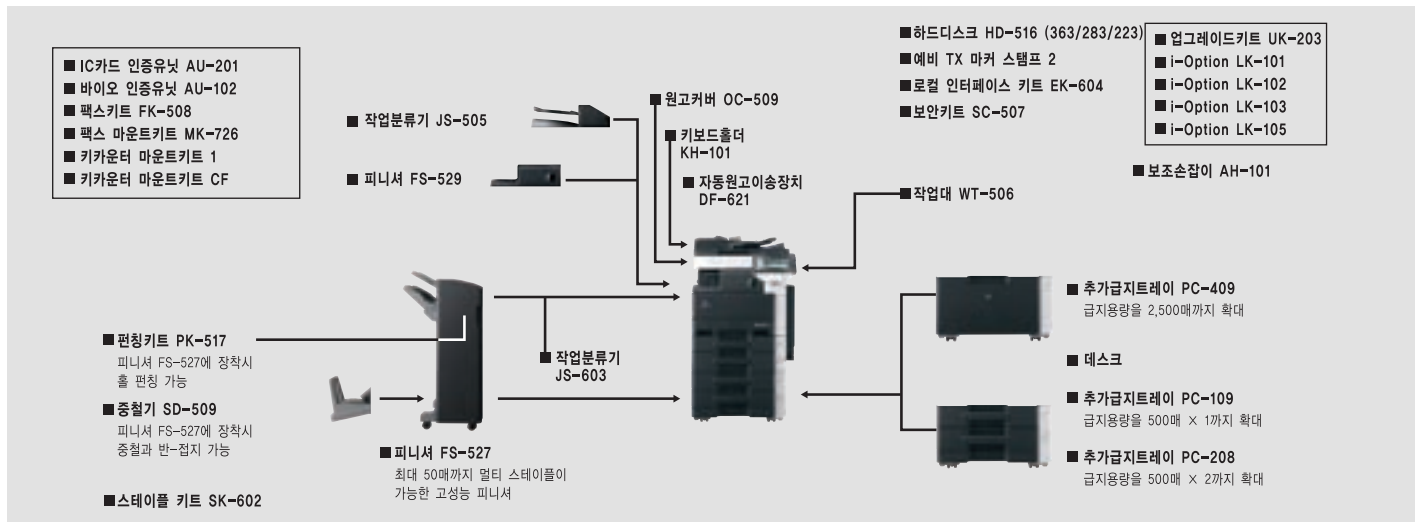 ■ IC카드 인증유닛 AU-201
■ 바이오 인증유닛 AU-102
■ 팩스키트 FK-508
■ 팩스 마운트키트 MK-726
■ 키카운터 마운트키트 1
■ 키카운터 마운트키트 CF
■ 작업분류기 JS-505
■ 피니셔 FS-529
■ 원고커버 OC-509
■ 키보드홀더
KH-101
■ 자동원고이송장치
DF-621
■ 하드디스크 HD-516 (363/283/223)
■ 예비 TX 마커 스탬프 2
■ 로컬 인터페이스 키트 EK-604
■ 보안키트 SC-507
■ 업그레이드키트 UK-203
■ i-Option LK-101
■ i-Option LK-102
■ i-Option LK-103
■ i-Option LK-105
■ 보조손잡이 AH-101
■ 작업대 WT-506
■ 펀칭키트 PK-517
피니셔 FS-527에 장착시
홀 펀칭 가능
■ 중철기 SD-509
피니셔 FS-527에 장착시
중철과 반-접지 가능
■ 스테이플 키트 SK-602
■ 작업분류기
JS-603
■ 피니셔 FS-527
최대 50매까지 멀티 스테이플이
가능한 고성능 피니셔
■ 추가급지트레이 PC-409
급지용량을 2,500매까지 확대
■ 데스크
■ 추가급지트레이 PC-109
급지용량을 500매 × 1까지 확대
■ 추가급지트레이 PC-208
급지용량을 500매 × 2까지 확대